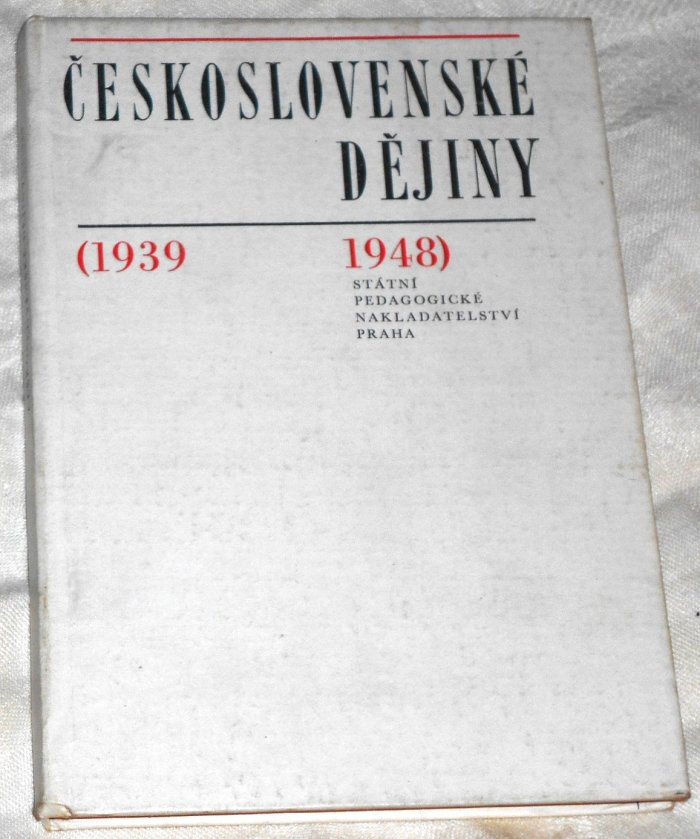 ČESKOSLOVENSKÉ
DĚJINY
(1939 1948)
STÁTNÍ
PEDAGOGICKÉ
NAKLADATELSTVÍ
PRAHA